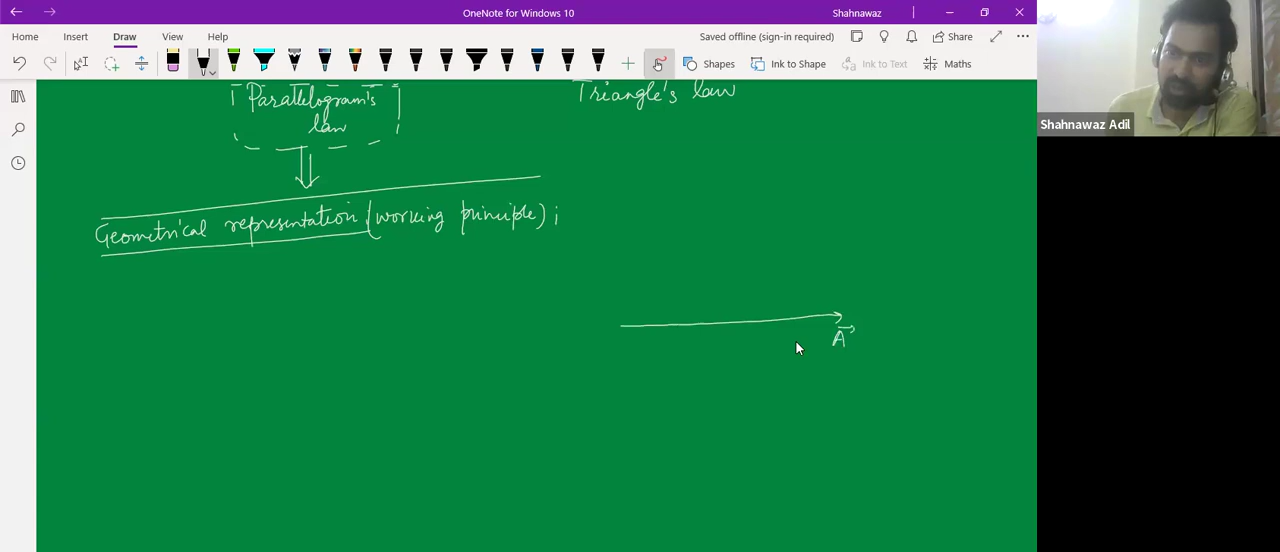 OneNote for Windows 10
Shahnawaz
Home Insert Draw View Help
Saved offline (sign-in required)
Share
Shapes Ink to Shape Ink to Text Maths
Parallelogram's
law
Triangle's law
Geometrical representation (working principle) ;
A
Shahnawaz Adil